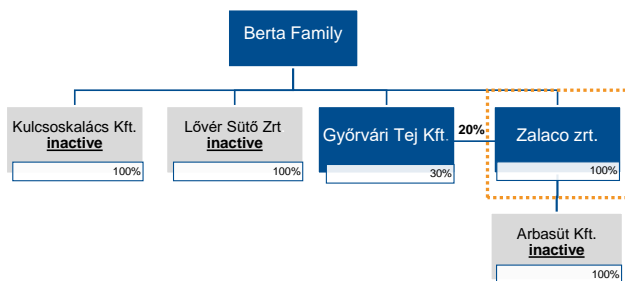 Berta Family
Kulcsoskalács Kft.
inactive
100%
Lővér Sütő Zrt
inactive
100%
Győrvári Tej Kft.
30%
20%
Zalaco zrt.
100%
Arbasüt Kft.
inactive
100%